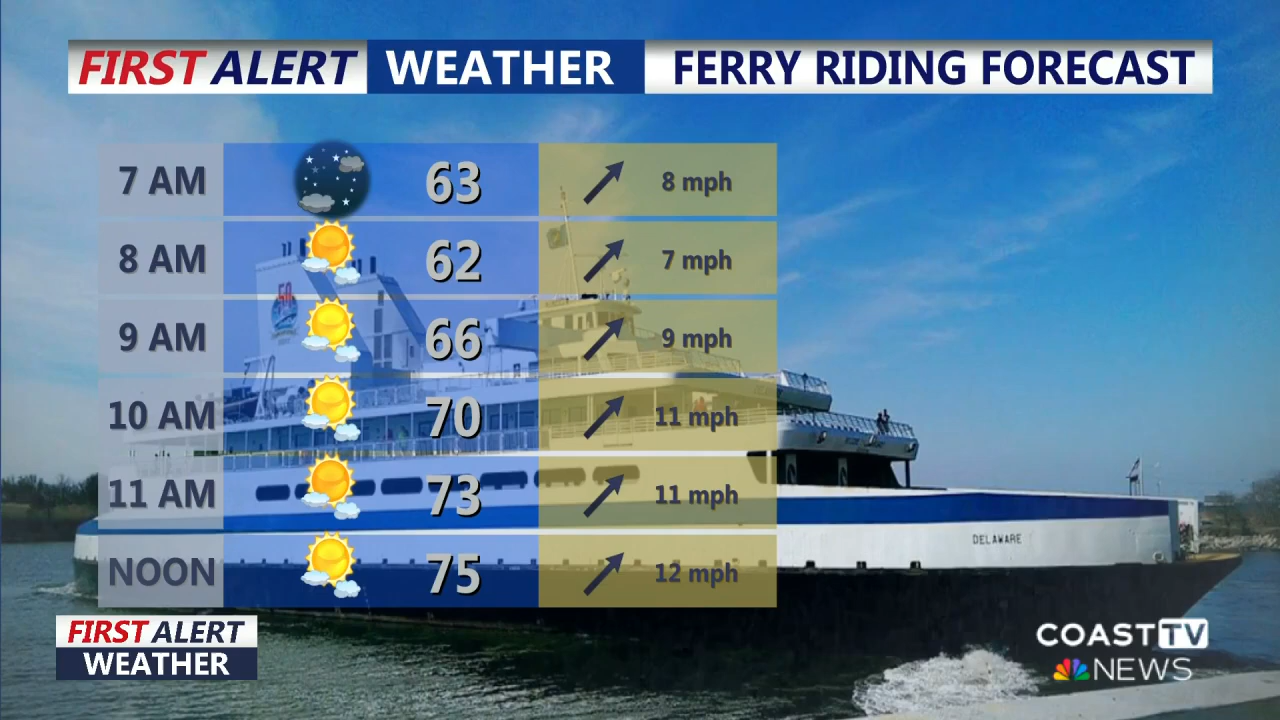 FIRST ALERT WEATHER FERRY RIDING FORECAST
7 AM 63 8 mph
8 AM 62 7 mph
50
9 AM 66 9 mph
10 AM 70 11 mph
11 AM 73 11 mph
DELAWARE
NOON 75 12 mph
FIRST ALERT
WEATHER
COAST TV
NEWS